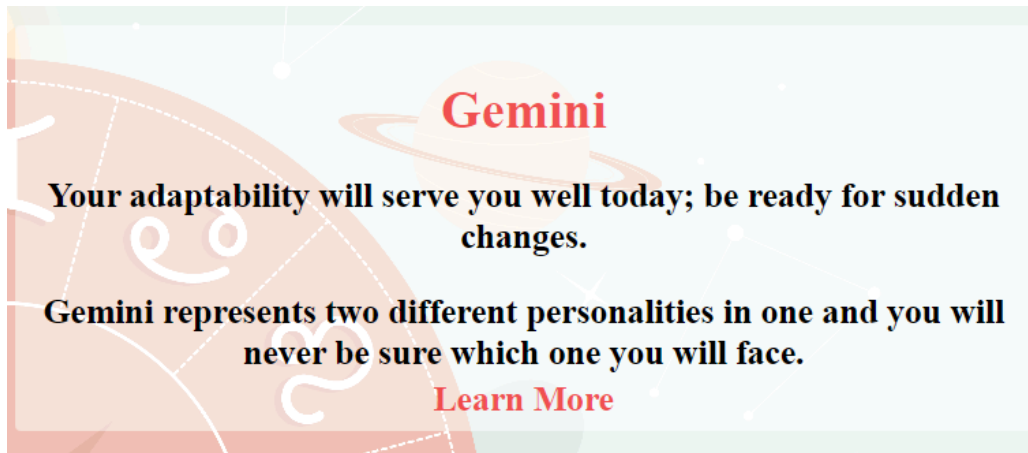 Gemini
Your adaptability will serve you well today; be ready for sudden
changes.
Gemini represents two different personalities in one and you will
never be sure which one you will face.
Learn More